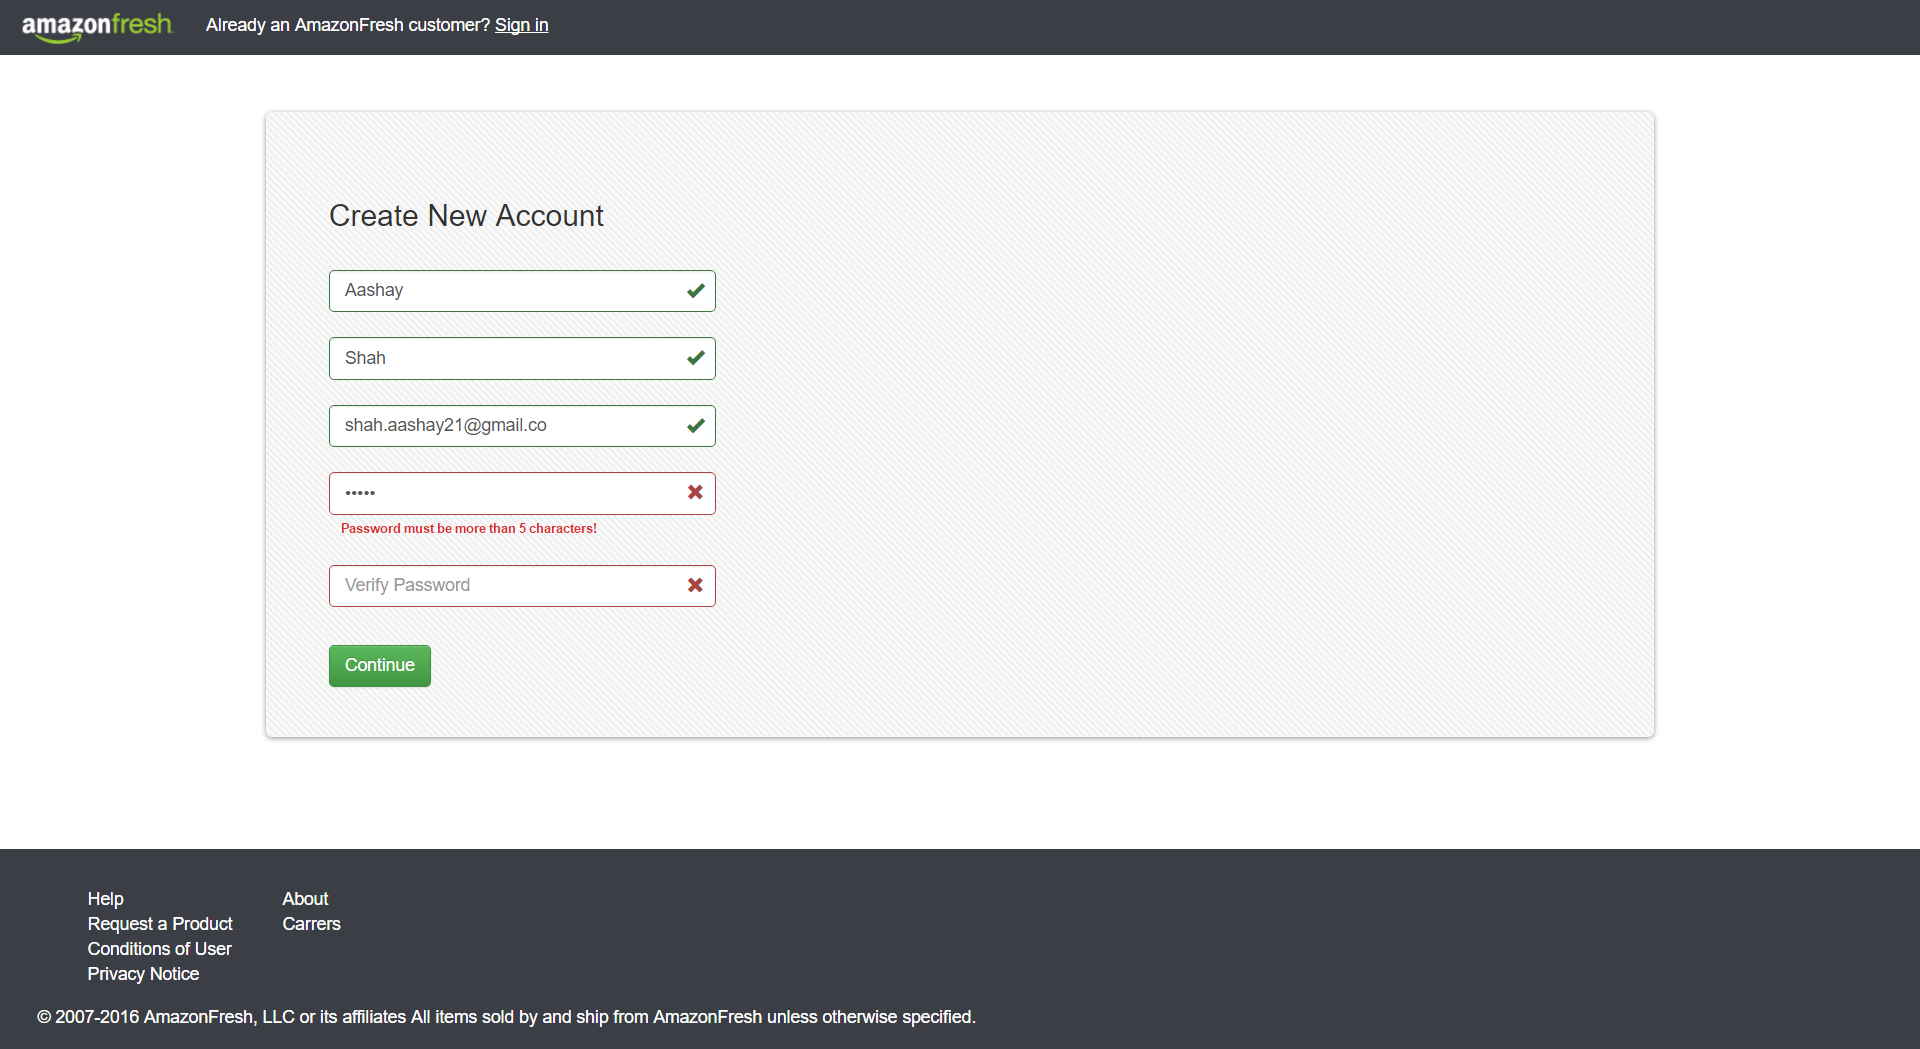 amazonfresh Already an AmazonFresh customer? Sign in
Create New Account
Aashay
Shah
shah.aashay21@gmail.co
•••••
Password must be more than 5 characters!
Verify Password
Continue
Help About
Request a Product Carrers
Conditions of User
Privacy Notice
© 2007-2016 AmazonFresh, LLC or its affiliates All items sold by and ship from AmazonFresh unless otherwise specified.